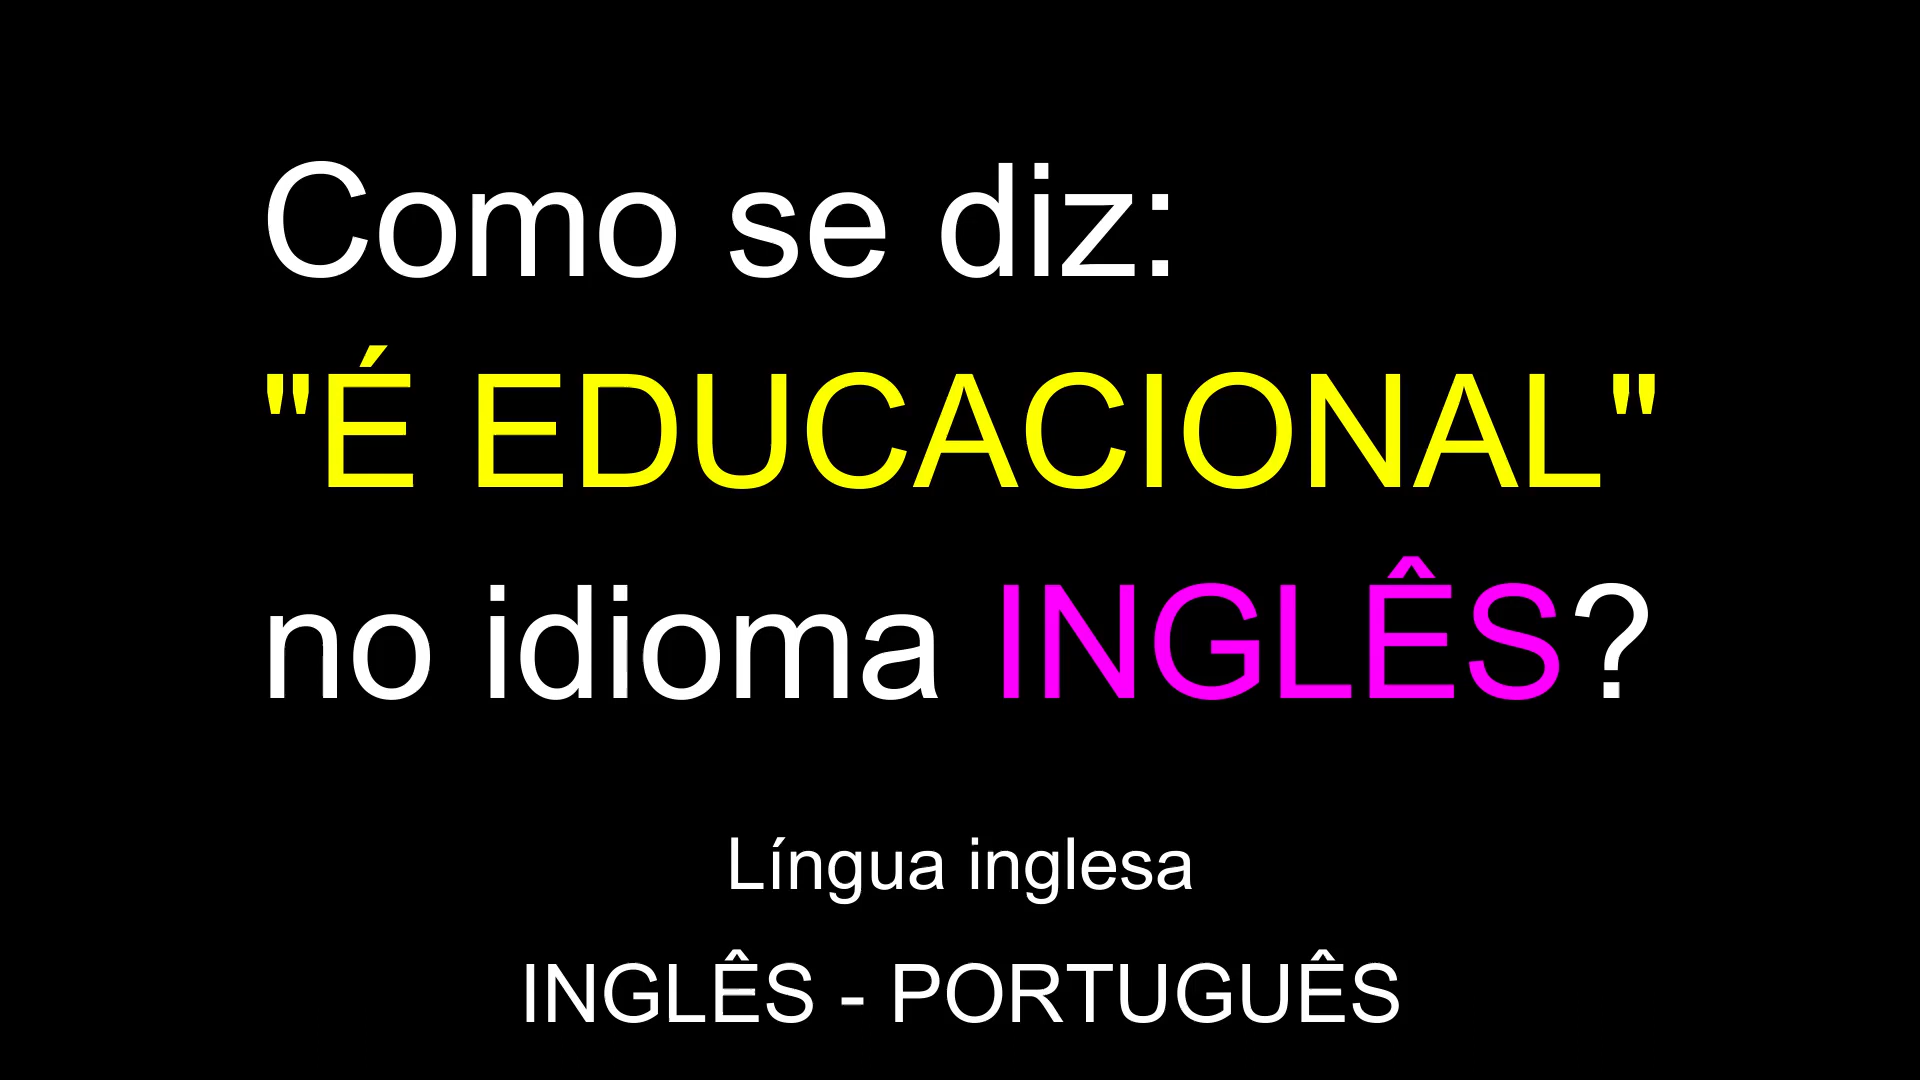 Como se diz:
"É EDUCACIONAL"
no idioma INGLÊS?
Língua inglesa
INGLÊS - PORTUGUÊS